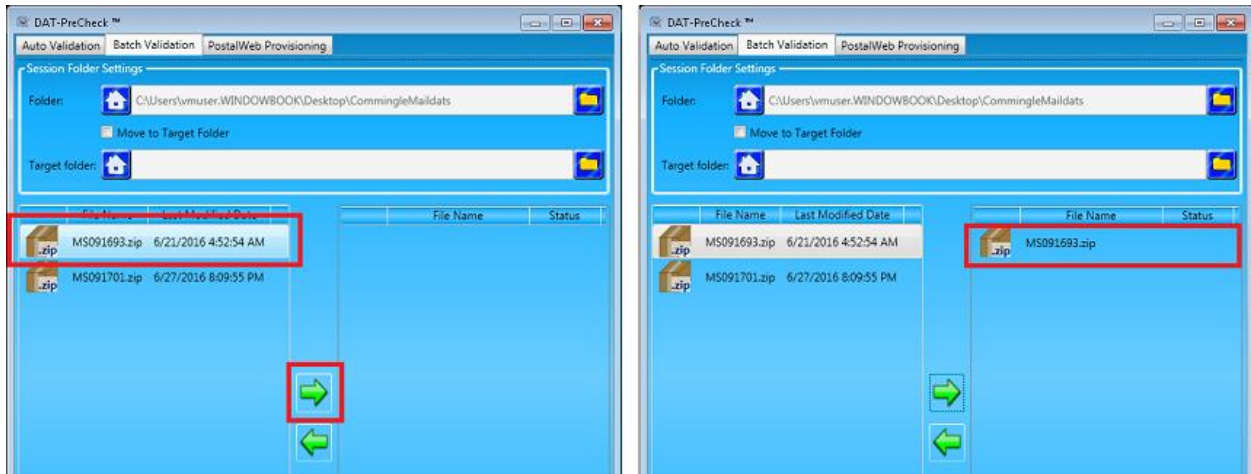 DAT-PreCheck ™
Auto Validation Batch Validation PostalWeb Provisioning
Session Folder Settings
Folder: C:\Users\vmuser.WINDOWBOOK\Desktop\CommingleMaildats
Move to Target Folder
Target folder:
File Name Last Modified Date File Name Status
.zip MS091693.zip 6/21/2016 4:52:54 AM
.zip MS091701.zip 6/27/2016 8:09:55 PM
DAT-PreCheck ™
Auto Validation Batch Validation PostalWeb Provisioning
Session Folder Settings
Folder: C:\Users\vmuser.WINDOWBOOK\Desktop\CommingleMaildats
Move to Target Folder
Target folder:
File Name Last Modified Date File Name Status
.zip MS091693.zip 6/21/2016 4:52:54 AM .zip MS091693.zip
.zip MS091701.zip 6/27/2016 8:09:55 PM